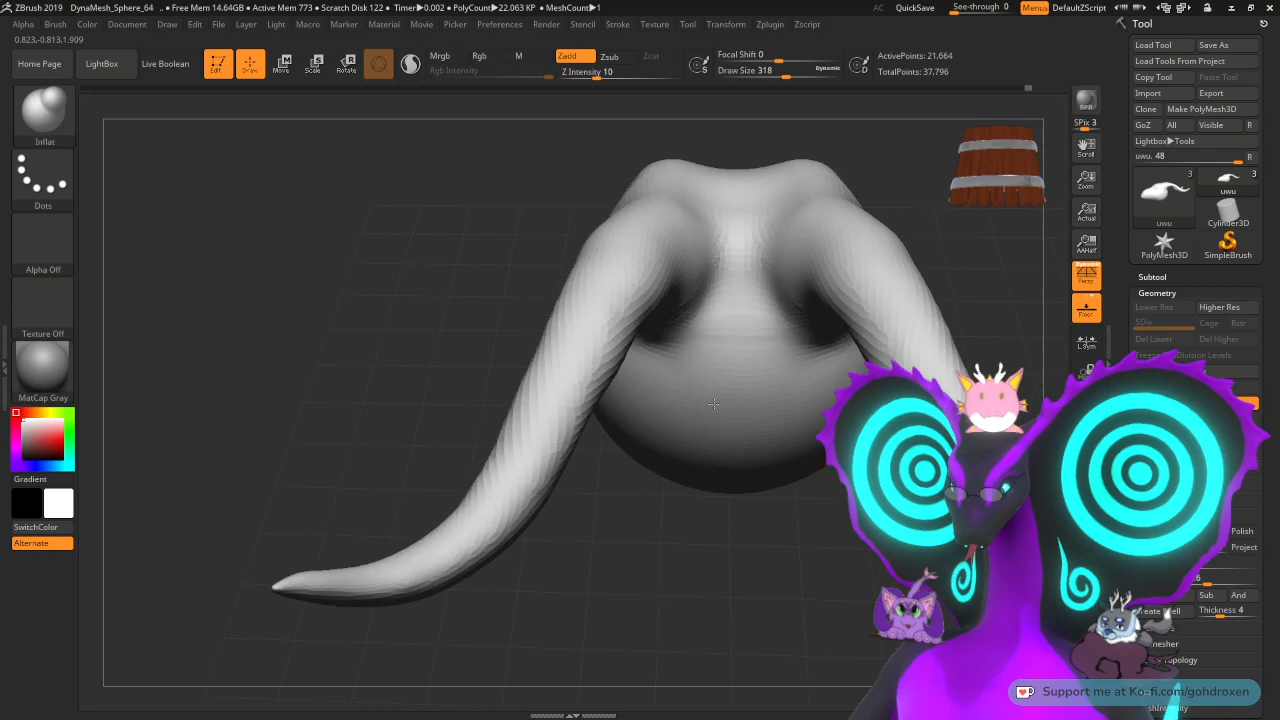 ZBrush 2019 DynaMesh_Sphere_64 .. • Free Mem 14.64GB • Active Mem 773 • Scratch Disk 122 • Timer▶0.002 • PolyCount▶22.063 KP • MeshCount▶1
AC QuickSave See-through 0 Menus DefaultZScript
Alpha Brush Color Document Draw Edit File Layer Light Macro Marker Material Movie Picker Preferences Render Stencil Stroke Texture Tool Transform Zplugin Zscript
Tool
0.823,-0.813,1.909
Home Page LightBox Live Boolean
Edit Draw Move Scale Rotate
Mrgb Rgb M
Rgb Intensity
Zadd Zsub Zcut
Z Intensity 10
Focal Shift 0
Draw Size 318 Dynamic
ActivePoints: 21,664
TotalPoints: 37,796
Load Tool Save As
Load Tools From Project
Copy Tool Paste Tool
Import Export
Clone Make PolyMesh3D
GoZ All Visible R
Lightbox▶Tools
uwu. 48 R
3 3
uwu
uwu Cylinder3D
PolyMesh3D SimpleBrush
Subtool
Geometry
Lower Res Higher Res
SDiv Cage Rstr
Del Lower Del Higher
Freeze SubDivision Levels
Inflat
Dots
Alpha Off
Texture Off
MatCap Gray
Gradient
SwitchColor
Alternate
BPR
SPix 3
Scroll
Zoom
Actual
AAHalf
Dynamic
Persp
Floor
L.Sym
Polish
Project
Sub And
Create Shell Thickness 4
Support me at Ko-fi.com/gohdroxen